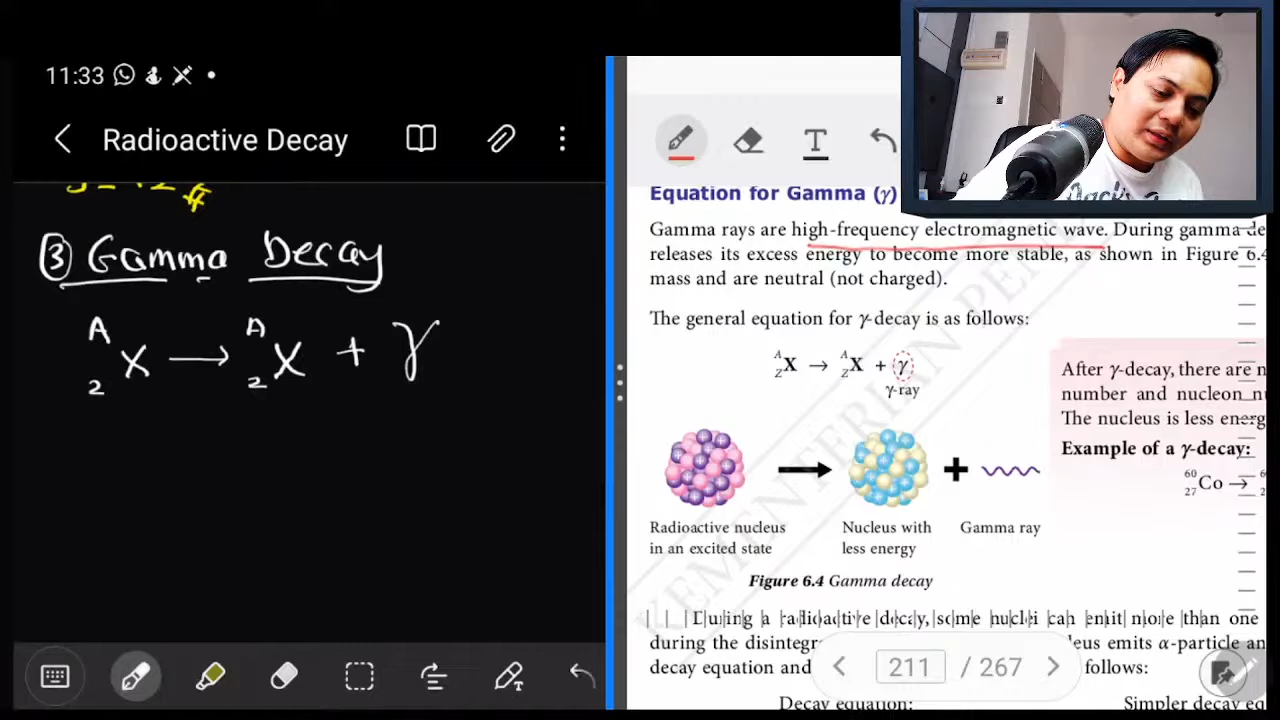 11:33
Radioactive Decay
③ Gamma Decay
A A
Z X → Z X + γ
Equation for Gamma (γ)
Gamma rays are high-frequency electromagnetic wave. During gamma de
releases its excess energy to become more stable, as shown in Figure 6.4
mass and are neutral (not charged).
The general equation for γ-decay is as follows:
A A
Z X → Z X + γ
γ-ray
After γ-decay, there are n
number and nucleon nu
The nucleus is less energ
Example of a γ-decay:
60 6
27 Co → 2
Radioactive nucleus
in an excited state
Nucleus with
less energy
Gamma ray
Figure 6.4 Gamma decay
During a radioactive decay, some nuclei can emit more than one
during the disintegr
leus emits α-particle an
decay equation and
follows:
211 / 267
Decay equation:
Simpler decay eq
KEMENTERIAN PEN